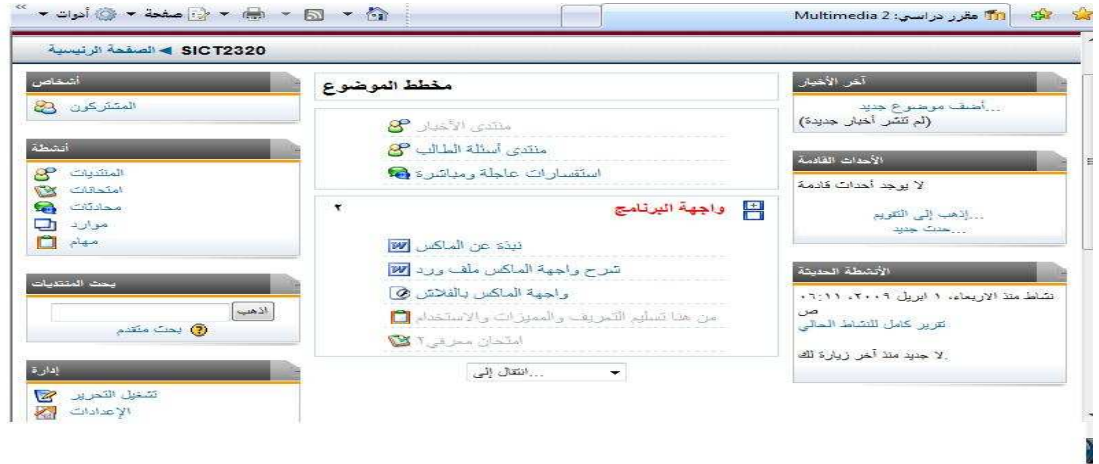 أدوات
صفحة
مقرر دراسي: Multimedia 2
SICT2320 ◄ الصفحة الرئيسية
آخر الأخبار
أضف موضوع جديد...
(لم تنشر أخبار جديدة)
الأحداث القادمة
لا يوجد أحداث قادمة
إذهب إلى التقويم...
حدث جديد...
الأنشطة الحديثة
نشاط منذ الاربعاء، ١ ابريل ٢٠٠٩، ٠٦:١١
ص
تقرير كامل للنشاط الحالي
لا جديد منذ آخر زيارة لك.
مخطط الموضوع
منتدى الأخبار
منتدى أسئلة الطالب
استفسارات عاجلة ومباشرة
واجهة البرنامج
٢
نبذة عن الماكس
شرح واجهة الماكس ملف ورد
واجهة الماكس بالفلاش
من هنا تسليم التعريف والمميزات والاستخدام
امتحان معرفي٢
انتقال إلى...
أشخاص
المشتركون
أنشطة
المنتديات
امتحانات
محادثات
موارد
مهام
بحث المنتديات
اذهب
بحث متقدم
إدارة
تشغيل التحرير
الإعدادات